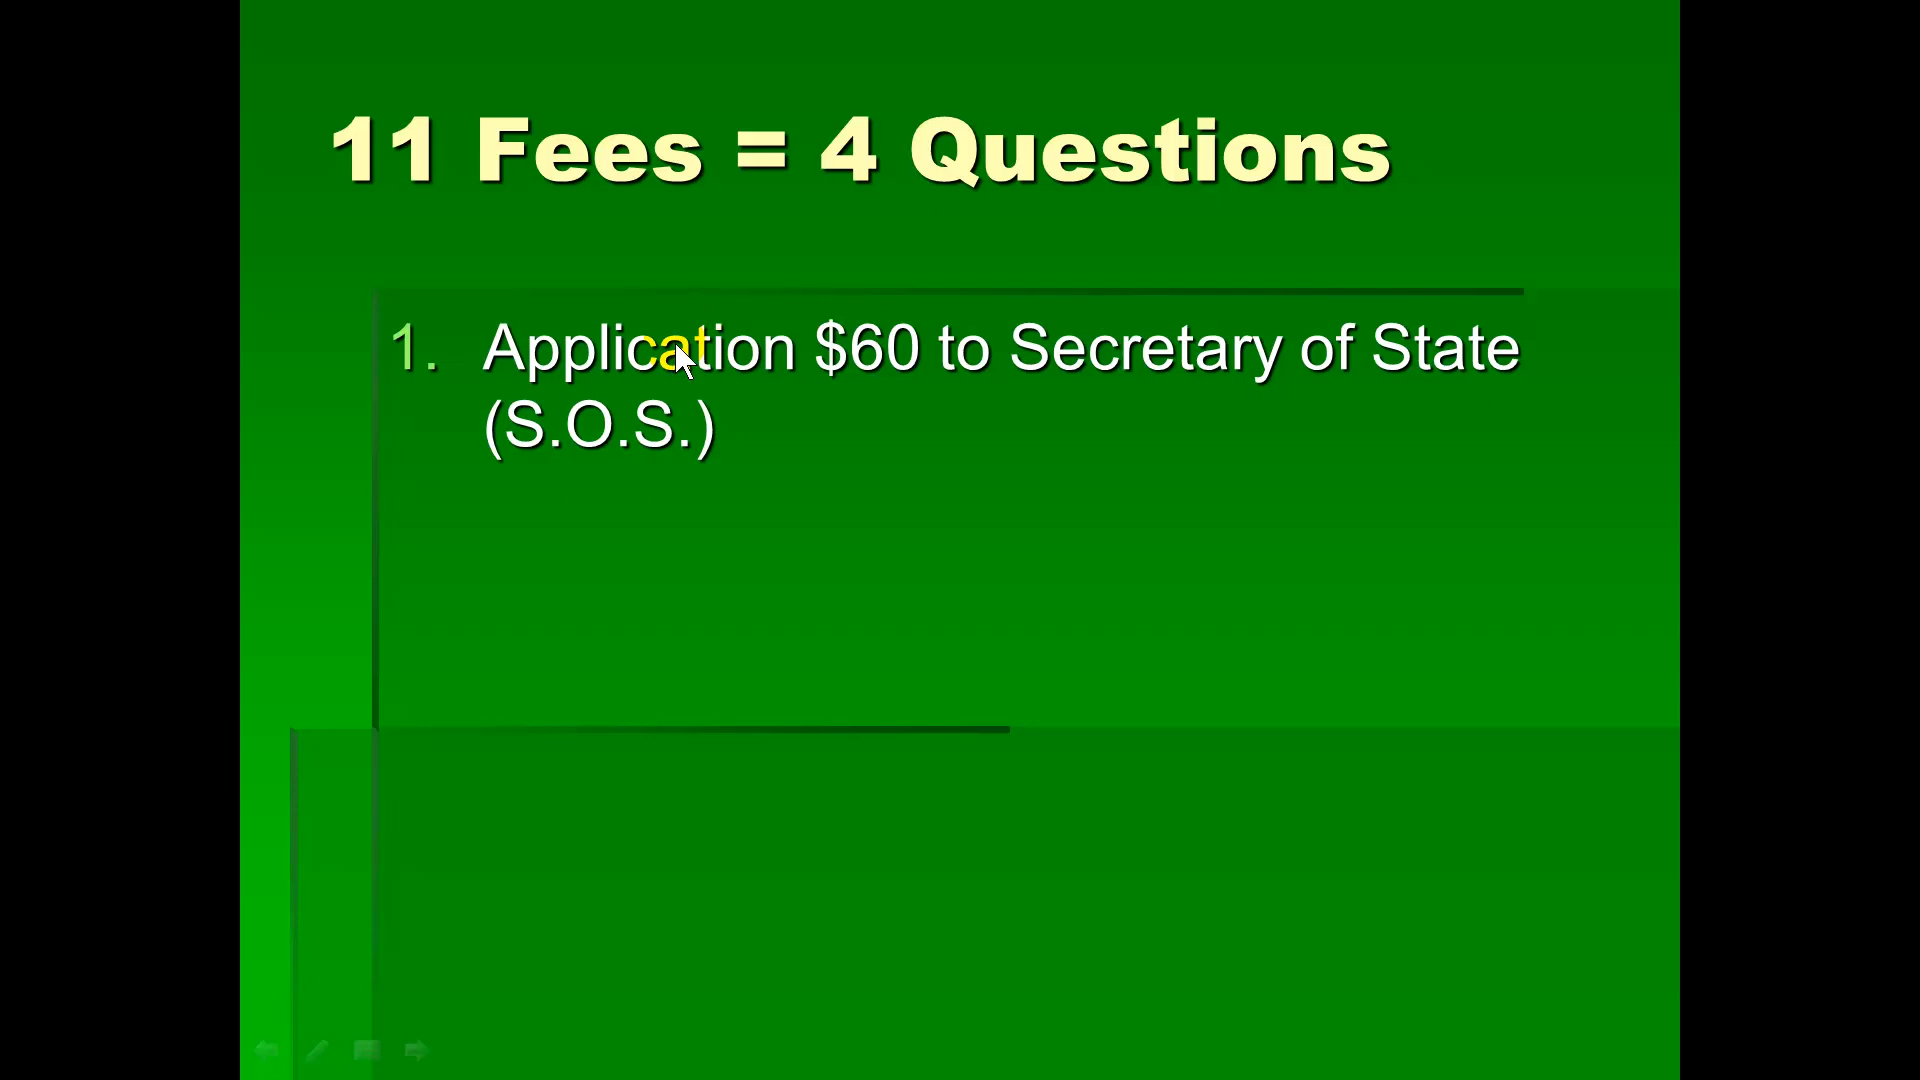 11 Fees = 4 Questions
1. Application $60 to Secretary of State
(S.O.S.)